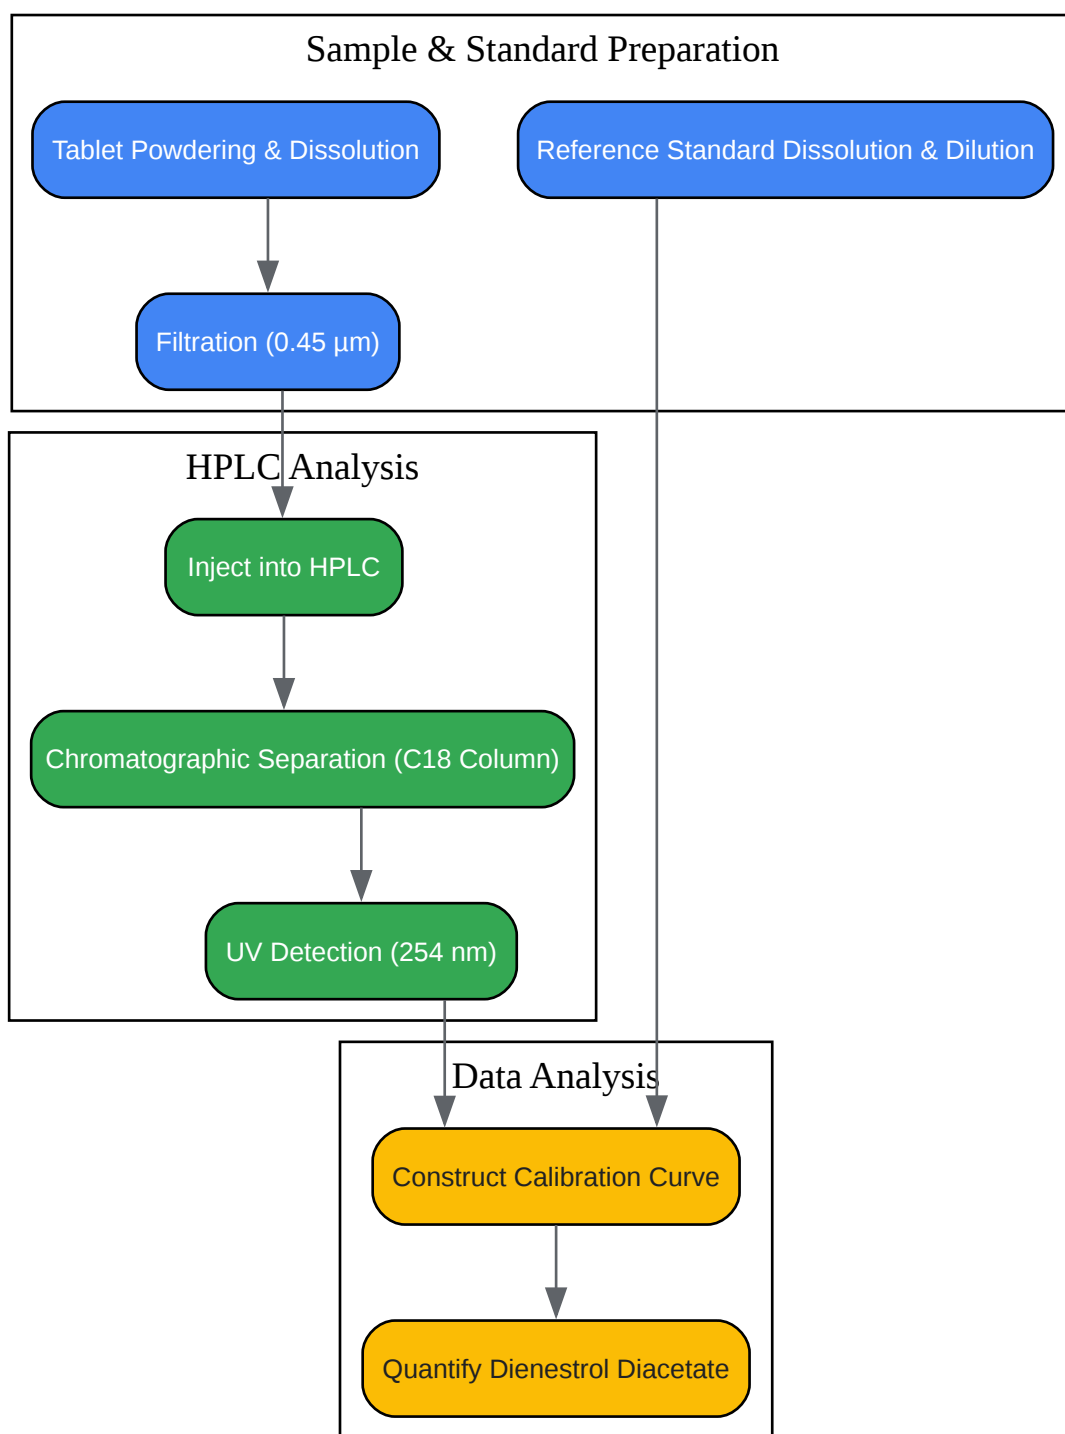 Sample & Standard Preparation
Tablet Powdering & Dissolution
Reference Standard Dissolution & Dilution
Filtration (0.45 µm)
HPLC Analysis
Inject into HPLC
Chromatographic Separation (C18 Column)
UV Detection (254 nm)
Data Analysis
Construct Calibration Curve
Quantify Dienestrol Diacetate